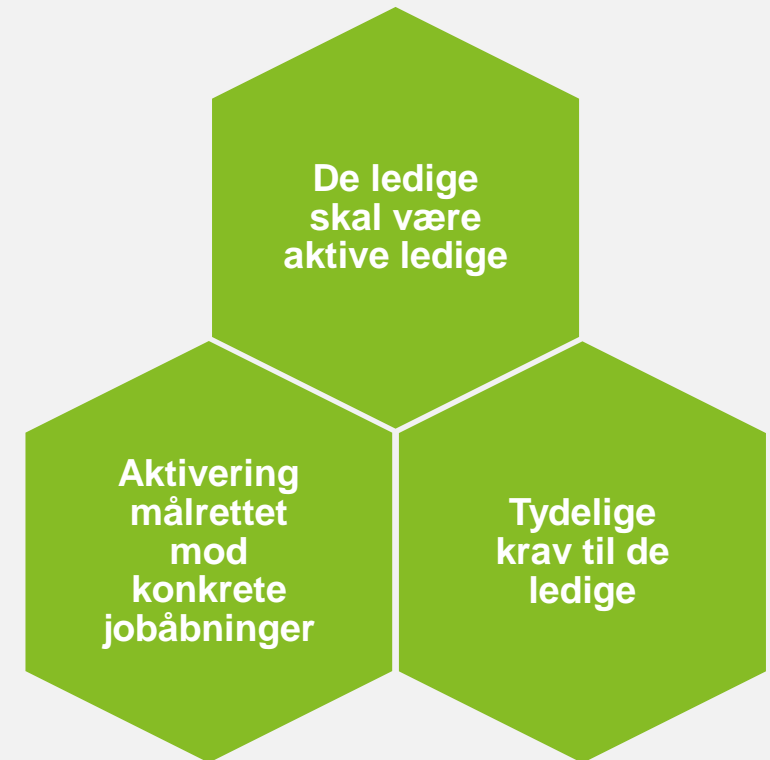 De ledige
skal være
aktive ledige
Aktivering
målrettet
mod
konkrete
jobåbninger
Tydelige
krav til de
ledige